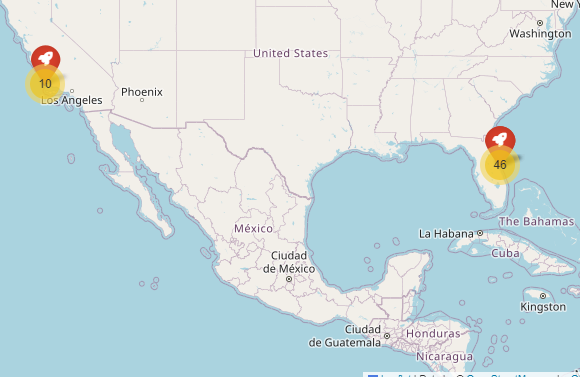 New Y
Washington
United States
10
Los Angeles
Phoenix
46
The Bahamas
La Habana
México
Cuba
Ciudad
de México
Kingston
Ciudad
de Guatemala
Honduras
Nicaragua